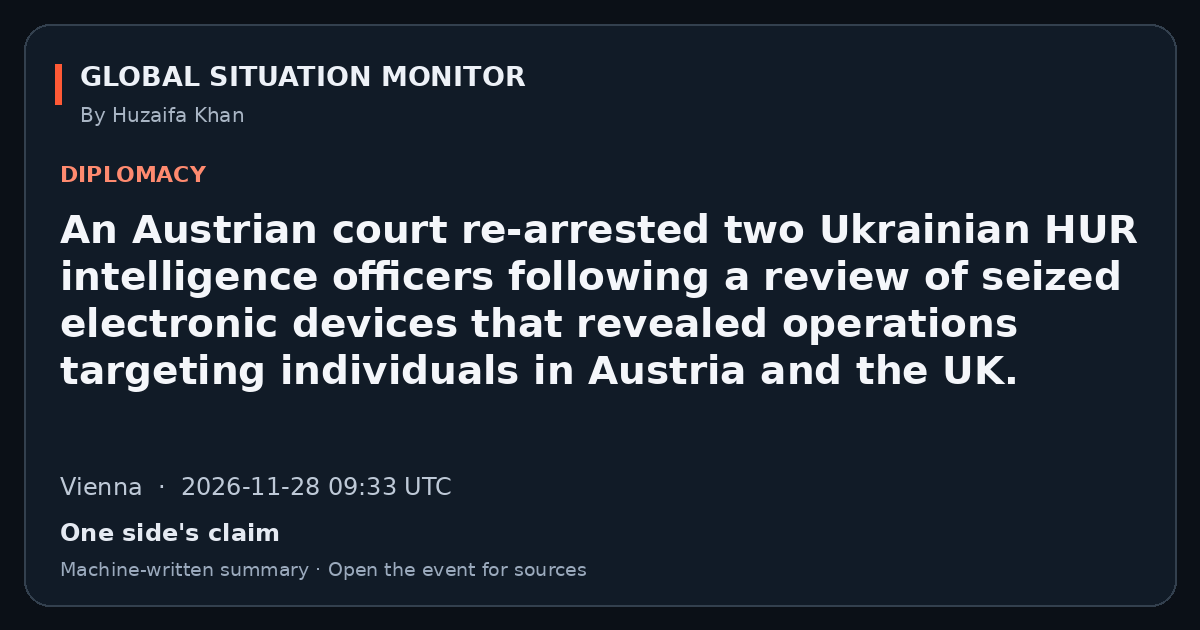 GLOBAL SITUATION MONITOR
By Huzaifa Khan
DIPLOMACY
An Austrian court re-arrested two Ukrainian HUR
intelligence officers following a review of seized
electronic devices that revealed operations
targeting individuals in Austria and the UK.
Vienna · 2026-11-28 09:33 UTC
One side's claim
Machine-written summary · Open the event for sources